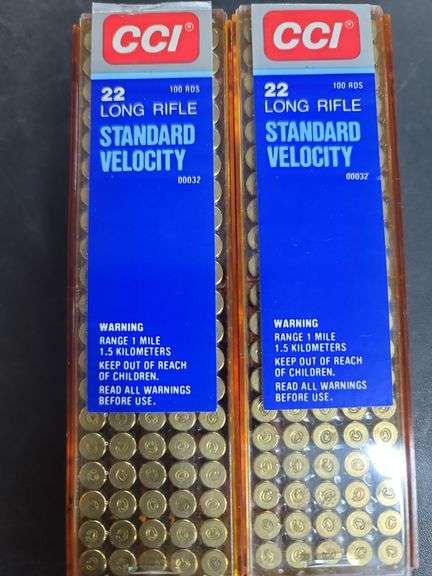 CCI®
22 100 RDS
LONG RIFLE
STANDARD
VELOCITY
00032
WARNING
RANGE 1 MILE
1.5 KILOMETERS
KEEP OUT OF REACH
OF CHILDREN.
READ ALL WARNINGS
BEFORE USE.
CCI®
22 100 RDS
LONG RIFLE
STANDARD
VELOCITY
00032
WARNING
RANGE 1 MILE
1.5 KILOMETERS
KEEP OUT OF REACH
OF CHILDREN.
READ ALL WARNINGS
BEFORE USE.